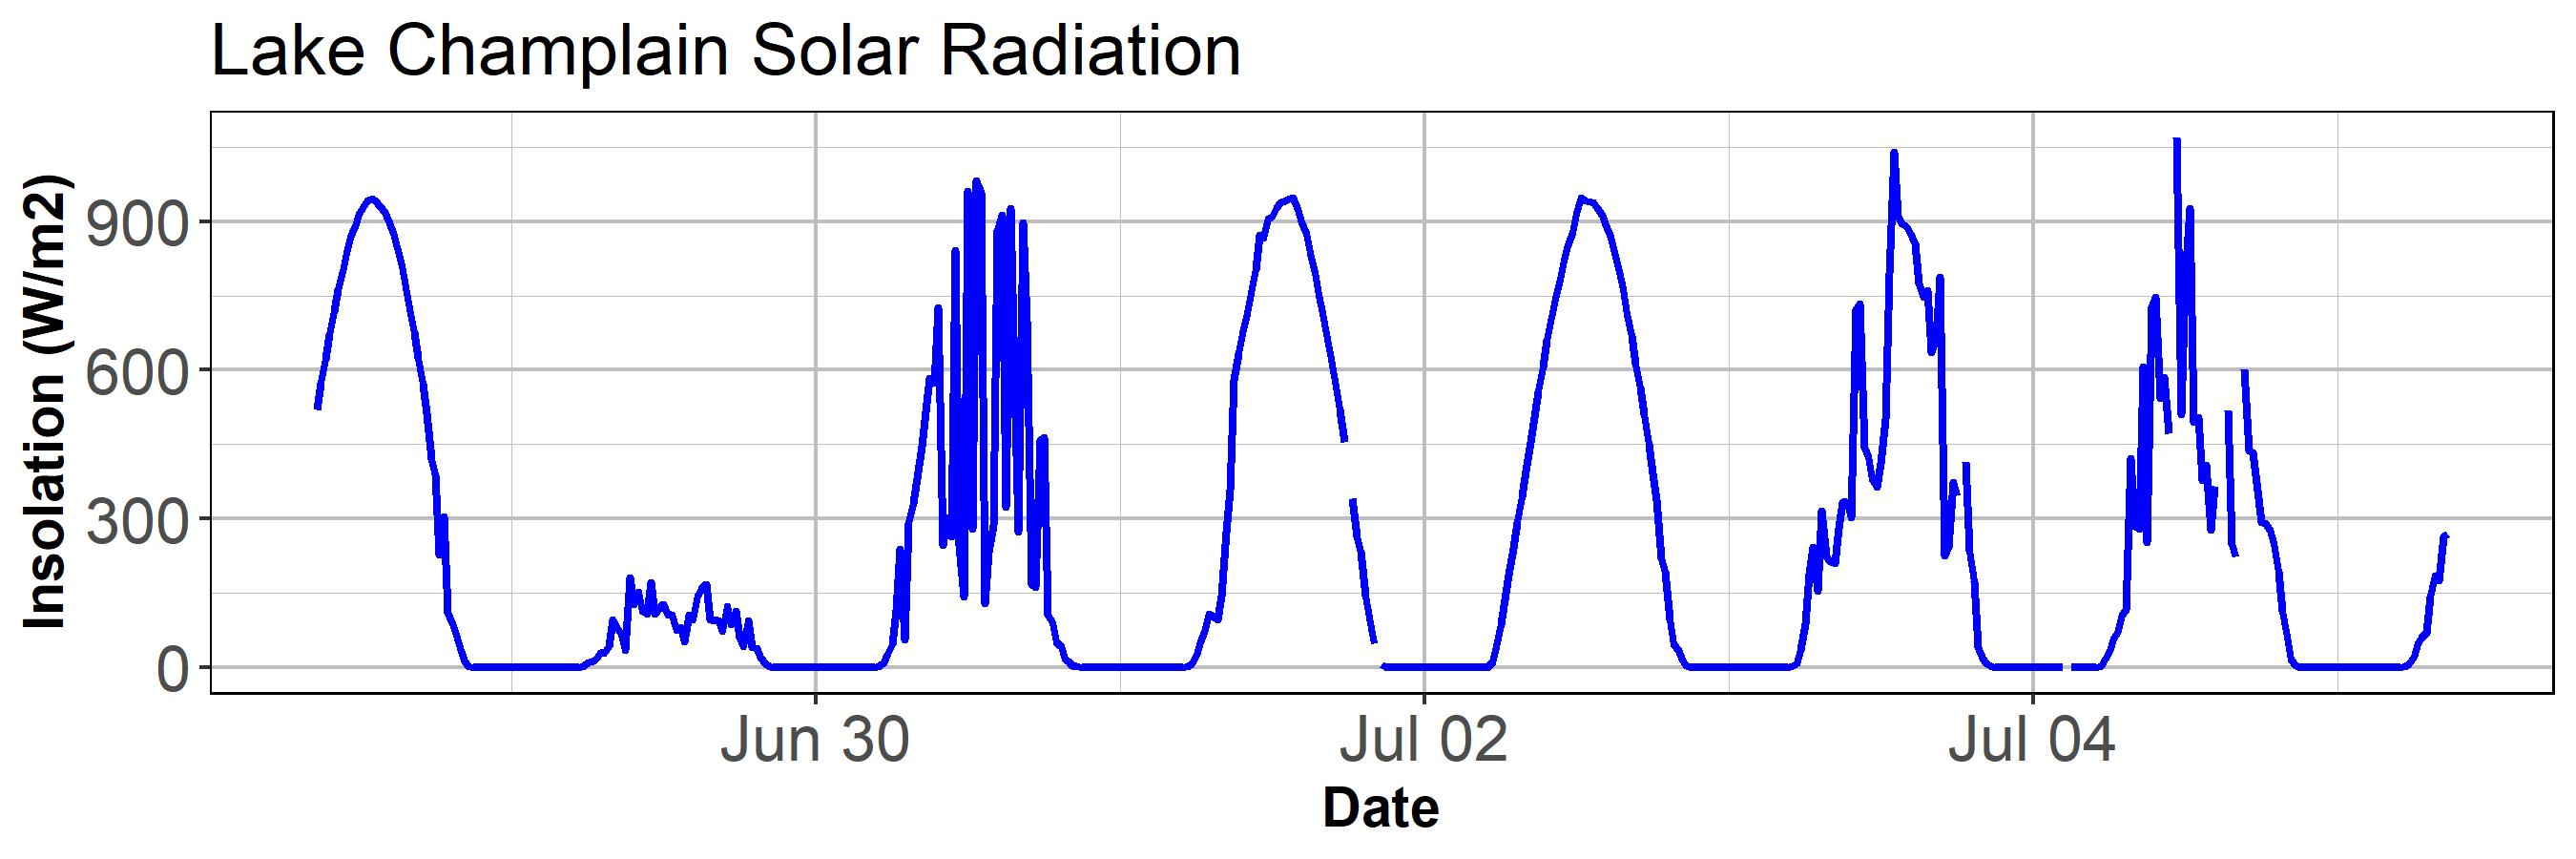 Lake Champlain Solar Radiation
Insolation (W/m2)
900
600
300
0
Jun 30 Jul 02 Jul 04
Date